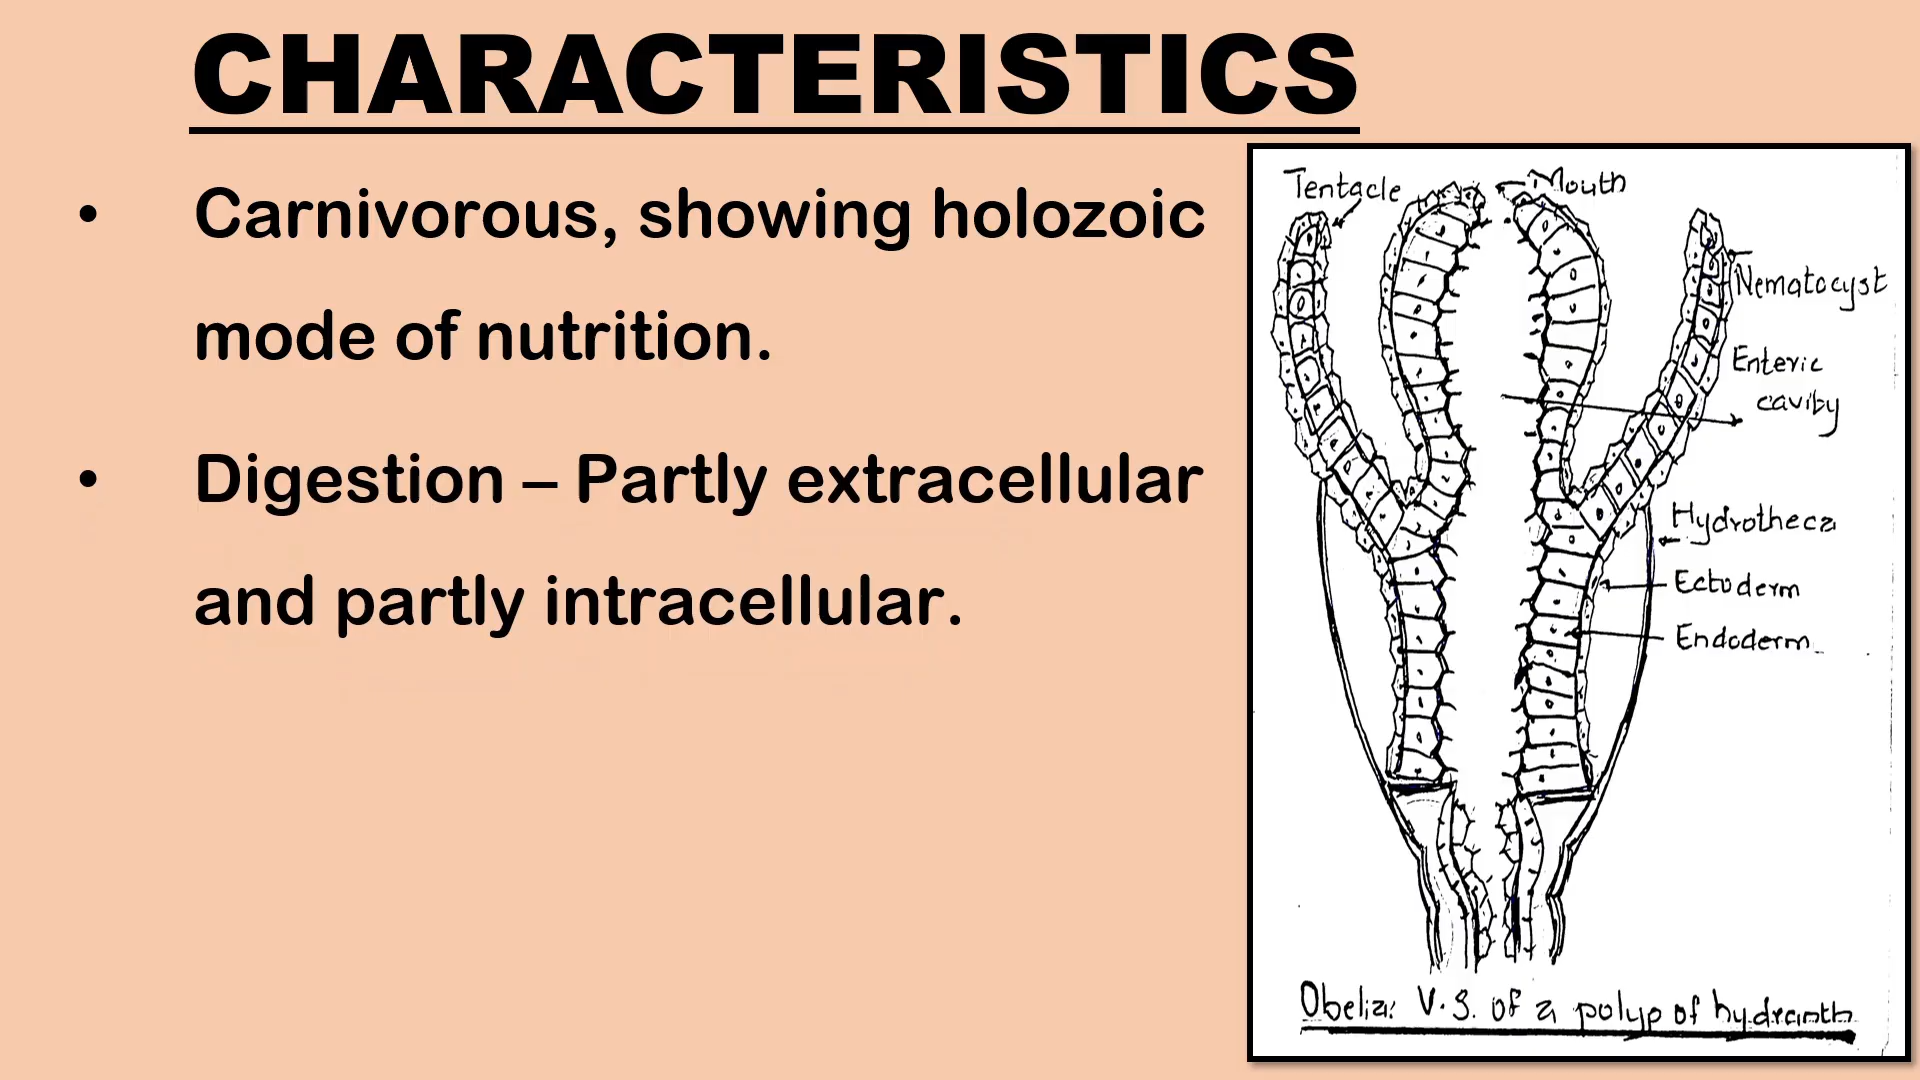 CHARACTERISTICS
• Carnivorous, showing holozoic
mode of nutrition.
• Digestion – Partly extracellular
and partly intracellular.
Tentacle
Mouth
Nematocyst
Enteric
cavity
Hydrotheca
Ectoderm
Endoderm
Obelia: V.S. of a polyp of hydranth